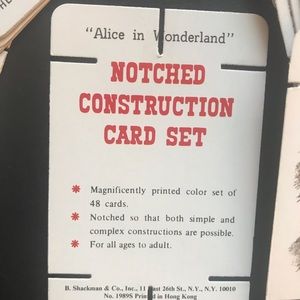 "Alice in Wonderland"
NOTCHED
CONSTRUCTION
CARD SET
* Magnificently printed color set of
48 cards.
* Notched so that both simple and
complex constructions are possible.
* For all ages to adult.
B. Shackman & Co., Inc., 11 East 26th St., N.Y., N.Y. 10010
No. 1989S Printed in Hong Kong